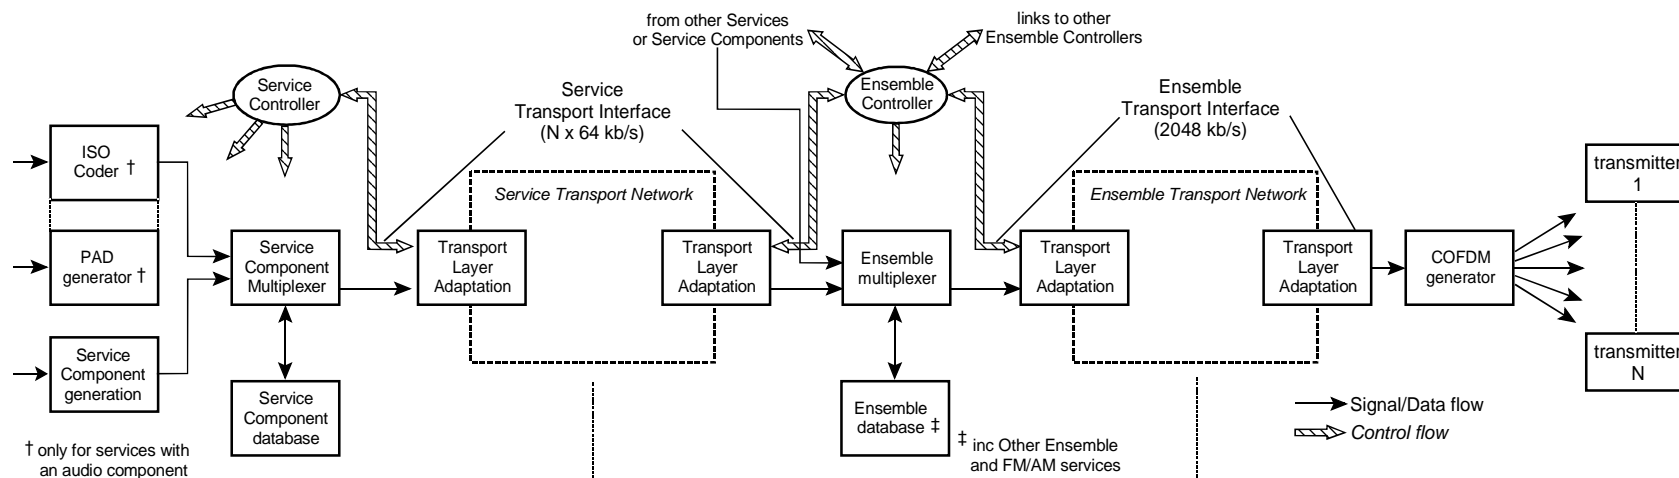 from other Services
or Service Components
links to other
Ensemble Controllers
Service
Controller
Service
Transport Interface
(N x 64 kb/s)
Ensemble
Controller
Ensemble
Transport Interface
(2048 kb/s)
ISO
Coder †
PAD
generator †
Service
Component
generation
Service
Component
Multiplexer
Service
Component
database
Service Transport Network
Transport
Layer
Adaptation
Transport
Layer
Adaptation
Ensemble
multiplexer
Ensemble
database ‡
Ensemble Transport Network
Transport
Layer
Adaptation
Transport
Layer
Adaptation
COFDM
generator
transmitter
1
transmitter
N
† only for services with
an audio component
‡ inc Other Ensemble
and FM/AM services
Signal/Data flow
Control flow